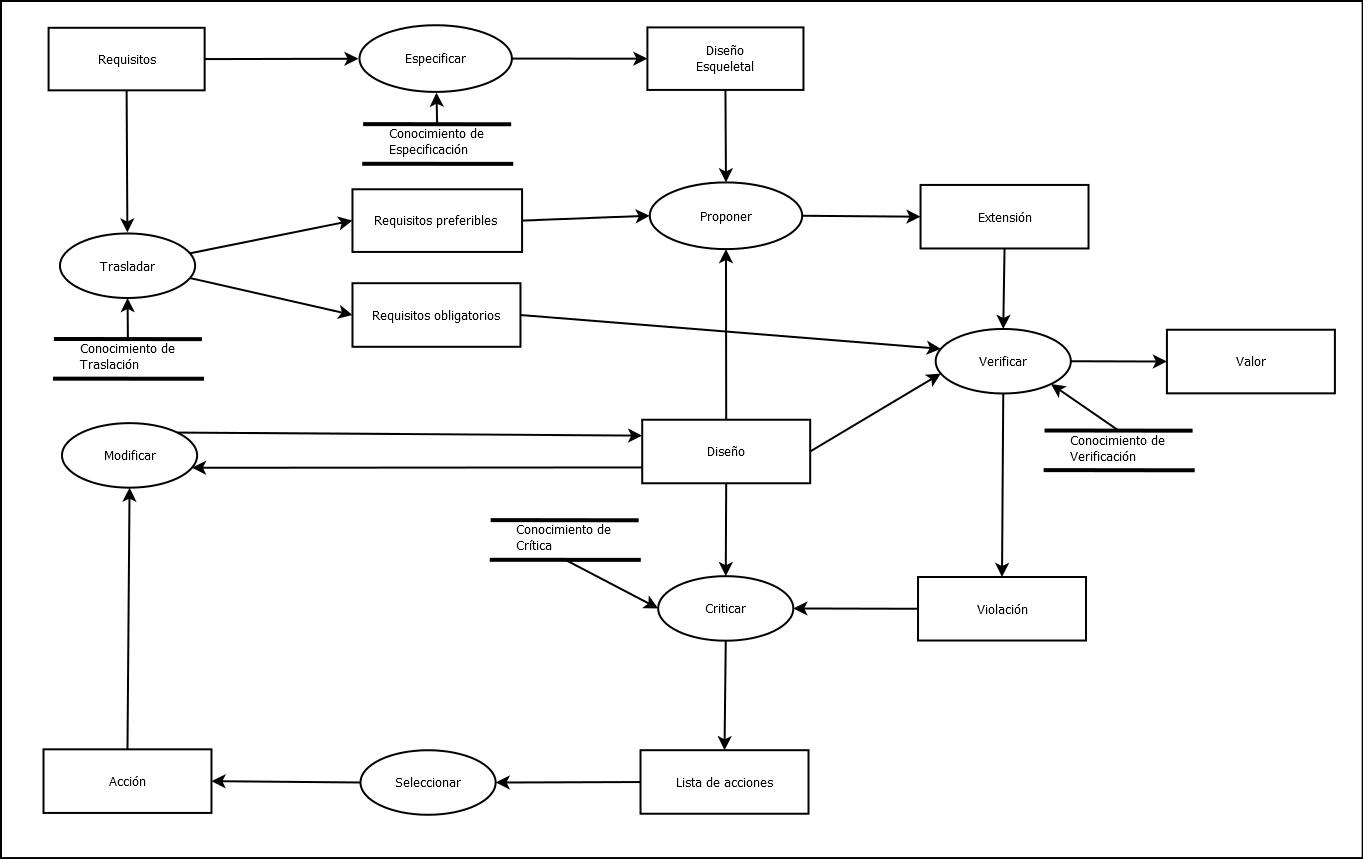 Requisitos
Especificar
Diseño
Esqueletal
Conocimiento de
Especificación
Requisitos preferibles
Proponer
Extensión
Trasladar
Requisitos obligatorios
Conocimiento de
Traslación
Verificar
Valor
Conocimiento de
Verificación
Modificar
Diseño
Conocimiento de
Crítica
Criticar
Violación
Acción
Seleccionar
Lista de acciones